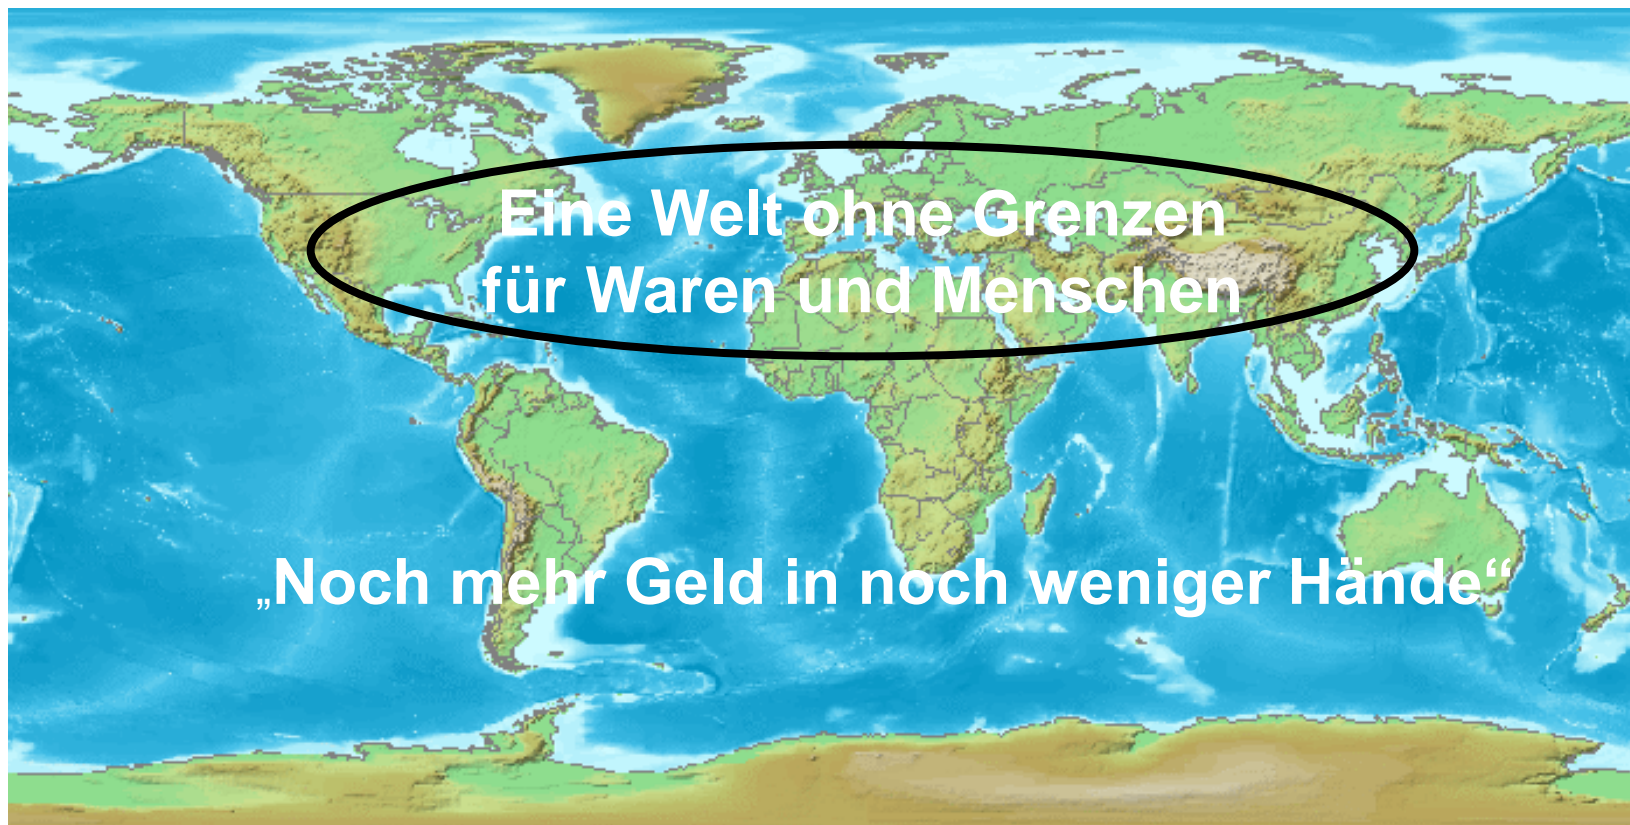 Eine Welt ohne Grenzen
für Waren und Menschen
„Noch mehr Geld in noch weniger Hände“